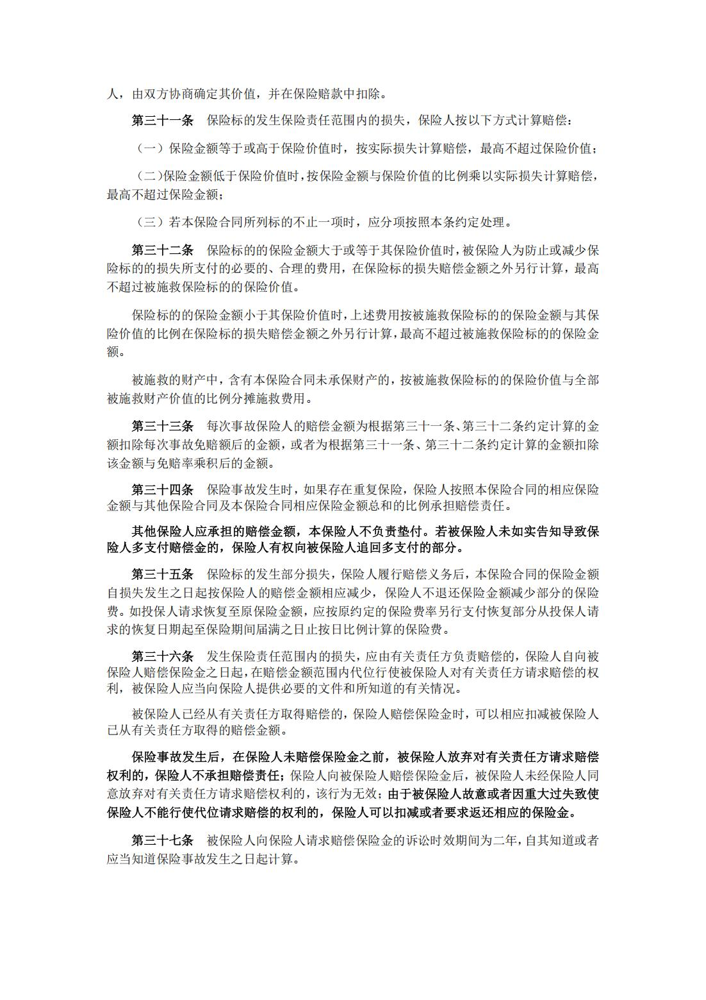 人，由双方协商确定其价值，并在保险赔款中扣除。
第三十一条　保险标的发生保险责任范围内的损失，保险人按以下方式计算赔偿：
（一）保险金额等于或高于保险价值时，按实际损失计算赔偿，最高不超过保险价值；
（二）保险金额低于保险价值时，按保险金额与保险价值的比例乘以实际损失计算赔偿，
最高不超过保险金额；
（三）若本保险合同所列标的不止一项时，应分项按照本条约定处理。
第三十二条　保险标的的保险金额大于或等于其保险价值时，被保险人为防止或减少保
险标的的损失所支付的必要的、合理的费用，在保险标的损失赔偿金额之外另行计算，最高
不超过被施救保险标的的保险价值。
保险标的的保险金额小于其保险价值时，上述费用按被施救保险标的的保险金额与其保
险价值的比例在保险标的损失赔偿金额之外另行计算，最高不超过被施救保险标的的保险金
额。
被施救的财产中，含有本保险合同未承保财产的，按被施救保险标的的保险价值与全部
被施救财产价值的比例分摊施救费用。
第三十三条　每次事故保险人的赔偿金额为根据第三十一条、第三十二条约定计算的金
额扣除每次事故免赔额后的金额，或者为根据第三十一条、第三十二条约定计算的金额扣除
该金额与免赔率乘积后的金额。
第三十四条　保险事故发生时，如果存在重复保险，保险人按照本保险合同的相应保险
金额与其他保险合同及本保险合同相应保险金额总和的比例承担赔偿责任。
其他保险人应承担的赔偿金额，本保险人不负责垫付。若被保险人未如实告知导致保
险人多支付赔偿金的，保险人有权向被保险人追回多支付的部分。
第三十五条　保险标的发生部分损失，保险人履行赔偿义务后，本保险合同的保险金额
自损失发生之日起按保险人的赔偿金额相应减少，保险人不退还保险金额减少部分的保险
费。如投保人请求恢复至原保险金额，应按原约定的保险费率另行支付恢复部分从投保人请
求的恢复日期起至保险期间届满之日止按日比例计算的保险费。
第三十六条　发生保险责任范围内的损失，应由有关责任方负责赔偿的，保险人自向被
保险人赔偿保险金之日起，在赔偿金额范围内代位行使被保险人对有关责任方请求赔偿的权
利，被保险人应当向保险人提供必要的文件和所知道的有关情况。
被保险人已经从有关责任方取得赔偿的，保险人赔偿保险金时，可以相应扣减被保险人
已从有关责任方取得的赔偿金额。
保险事故发生后，在保险人未赔偿保险金之前，被保险人放弃对有关责任方请求赔偿
权利的，保险人不承担赔偿责任；保险人向被保险人赔偿保险金后，被保险人未经保险人同
意放弃对有关责任方请求赔偿权利的，该行为无效；由于被保险人故意或者因重大过失致使
保险人不能行使代位请求赔偿的权利的，保险人可以扣减或者要求返还相应的保险金。
第三十七条　被保险人向保险人请求赔偿保险金的诉讼时效期间为二年，自其知道或者
应当知道保险事故发生之日起计算。